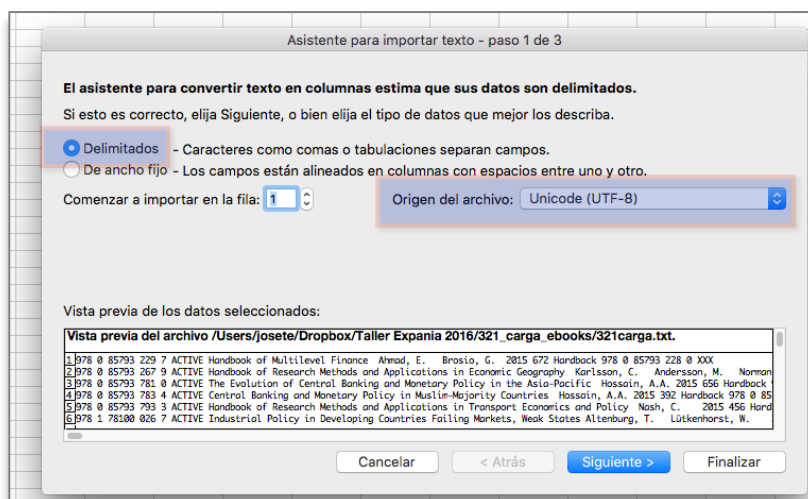 Asistente para importar texto - paso 1 de 3
El asistente para convertir texto en columnas estima que sus datos son delimitados.
Si esto es correcto, elija Siguiente, o bien elija el tipo de datos que mejor los describa.
Delimitados - Caracteres como comas o tabulaciones separan campos.
De ancho fijo - Los campos están alineados en columnas con espacios entre uno y otro.
Comenzar a importar en la fila: 1 Origen del archivo: Unicode (UTF-8)
Vista previa de los datos seleccionados:
Vista previa del archivo /Users/josete/Dropbox/Taller Expania 2016/321_carga_ebooks/321carga.txt.
1 978 0 85793 229 7 ACTIVE Handbook of Multilevel Finance Ahmad, E. Brosio, G. 2015 672 Hardback 978 0 85793 228 0 XXX
2 978 0 85793 267 9 ACTIVE Handbook of Research Methods and Applications in Economic Geography Karlsson, C. Andersson, M. Norman
3 978 0 85793 781 0 ACTIVE The Evolution of Central Banking and Monetary Policy in the Asia-Pacific Hossain, A.A. 2015 656 Hardback
4 978 0 85793 783 4 ACTIVE Central Banking and Monetary Policy in Muslim-Majority Countries Hossain, A.A. 2015 392 Hardback 978 0 85
5 978 0 85793 793 3 ACTIVE Handbook of Research Methods and Applications in Transport Economics and Policy Nash, C. 2015 456 Hard
6 978 1 78100 026 7 ACTIVE Industrial Policy in Developing Countries Failing Markets, Weak States Altenburg, T. Lütkenhorst, W.
Cancelar < Atrás Siguiente > Finalizar